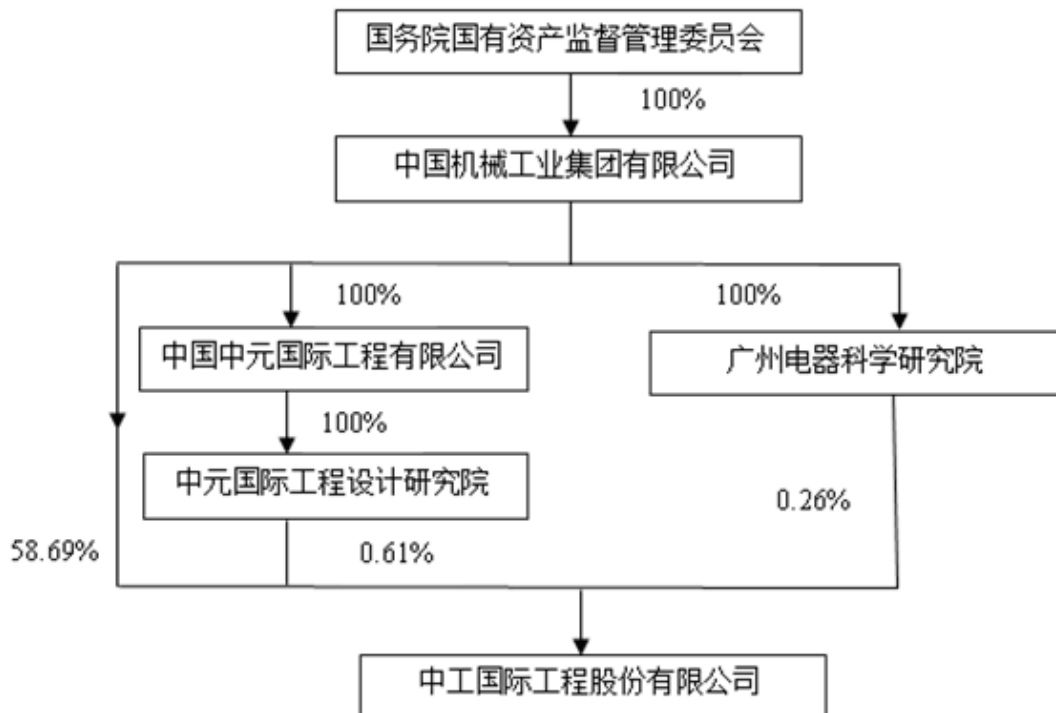 国务院国有资产监督管理委员会
100%
中国机械工业集团有限公司
100%
100%
中国中元国际工程有限公司
广州电器科学研究院
100%
中元国际工程设计研究院
0.26%
58.69%
0.61%
中工国际工程股份有限公司